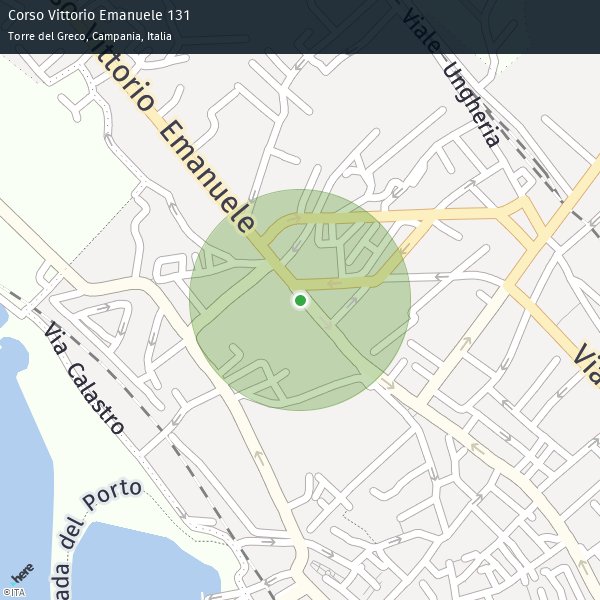 Corso Vittorio Emanuele 131
Torre del Greco, Campania, Italia
Viale Ungheria
Vittorio Emanuele
Via Calastro
Via
del Porto
here
©ITA